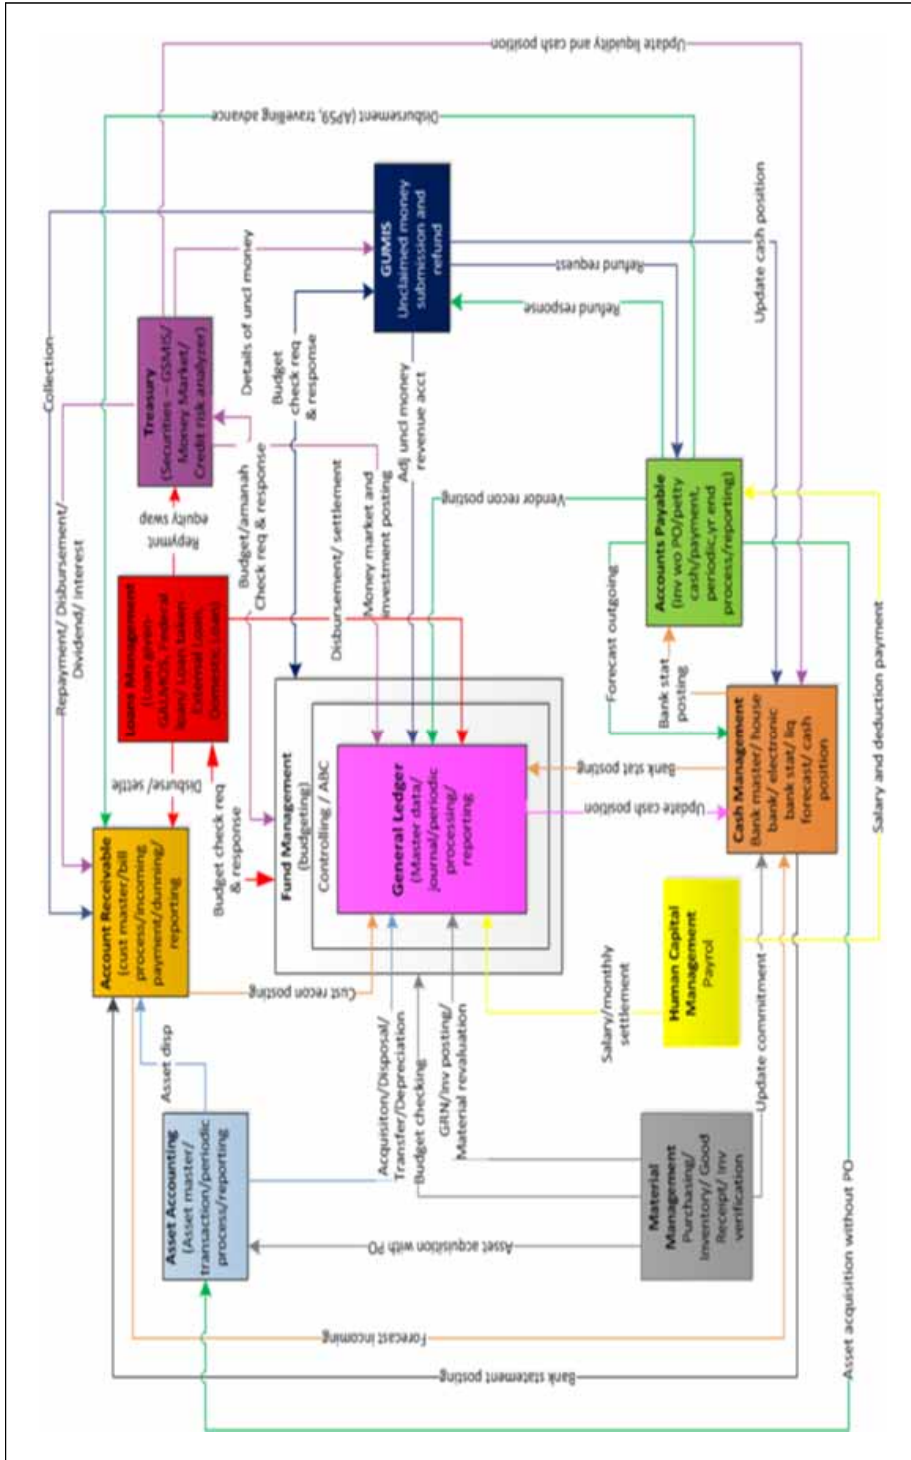 Asset Accounting
(Asset master/
transaction/periodic
process/reporting)
Asset disp
Account Receivable
(cust master/bill
process/incoming
payment/dunning/
reporting)
Disburse/ settle
Loans Management
(Loan given-
External Loan,
Domestic Loan)
Repymnt
equity swap
Treasury
(Securities – GSMIS/
Money Market/
Credit risk analyzer)
Repayment/ Disbursement/
Dividend/ Interest
Collection
Disbursement (AP59, travelling advance
Update liquidity and cash position
Details of uncl money
GUMIS
Unclaimed money
submission and
refund
Budget
check req
& response
Budget/amanah
Check req & response
Budget check req
& response
Disbursement/ settlement
Money market and
investment posting
Adj uncl money
revenue acct
Fund Management
(budgeting)
Controlling / ABC
General Ledger
(Master data/
journal/periodic
processing/
reporting
Cust recon posting
Acquisiton/Disposal/
Transfer/Depreciation
Budget checking
GRN/Inv posting/
Material revaluation
Salary/monthly
settlement
Asset acquisition with PO
Forecast incoming
Bank statement posting
Vendor recon posting
Refund response
Refund request
Update cash position
Forecast outgoing
Bank stat
posting
Bank stat posting
Update cash position
Material
Management
Purchasing/
Inventory/ Good
Receipt/ Inv
verification
Human Capital
Management
Payrol
Cash Management
Bank master/ house
bank/ electronic
bank stat/ liq
forecast/ cash
position
Accounts Payable
(inv wo PO/petty
cash/payment,
periodic,yr end
process/reporting)
Update commitment
Salary and deduction payment
Asset acquisition without PO